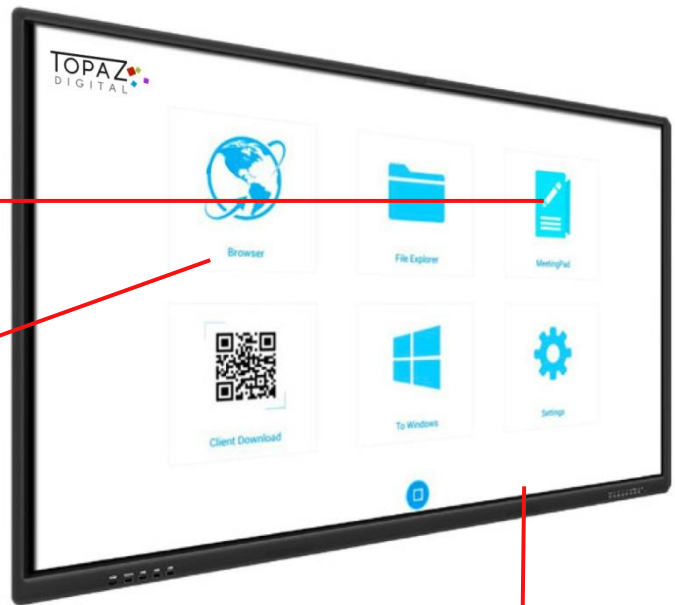 TOPAZ
DIGITAL
Browser
File Explorer
MeetingPad
Client Download
To Windows
Settings